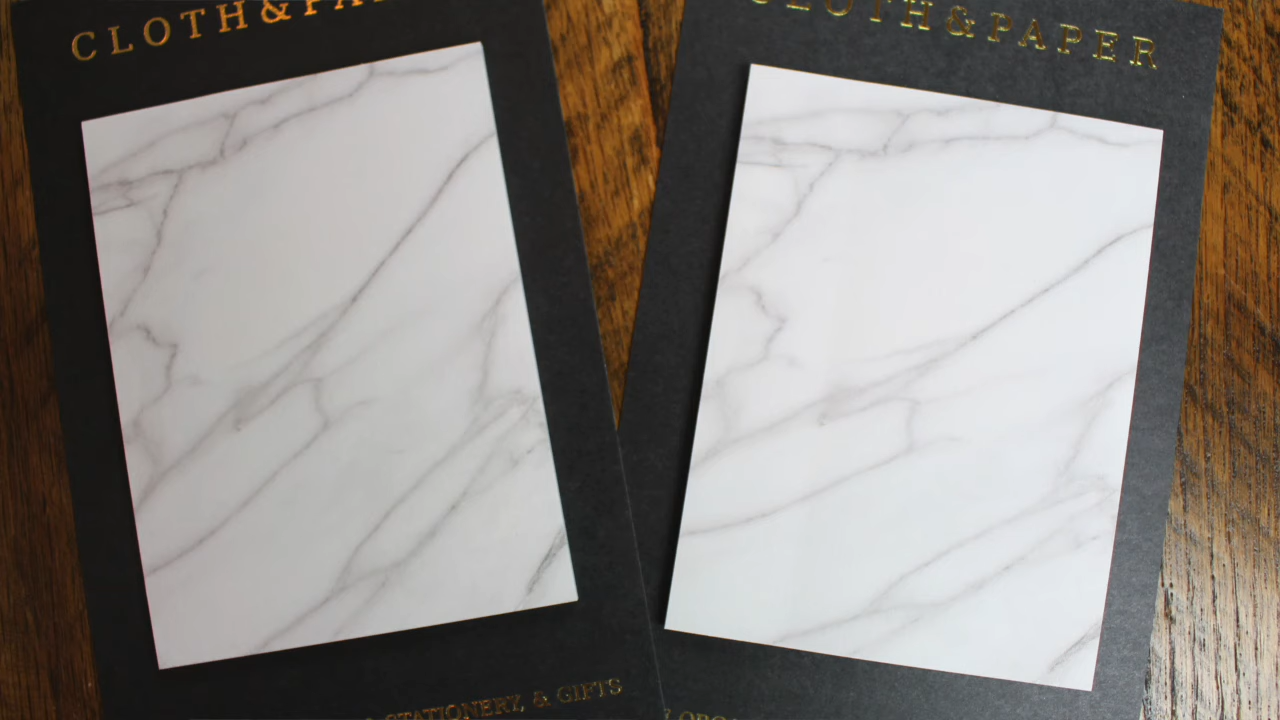 CLOTH & PA
CLOTH & PAPER
STATIONERY, & GIFTS